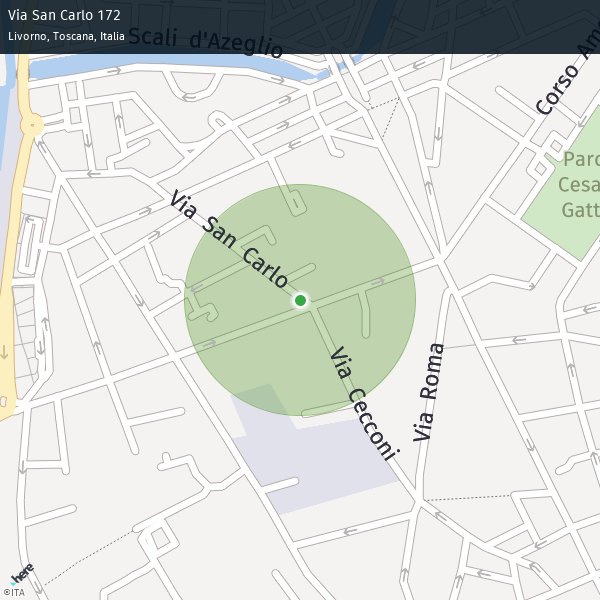 Via San Carlo 172
Livorno, Toscana, Italia
Scali d'Azeglio
Corso Am
Parc
Cesa
Gatt
Via San Carlo
Via Roma
Via Cecconi
here
©ITA